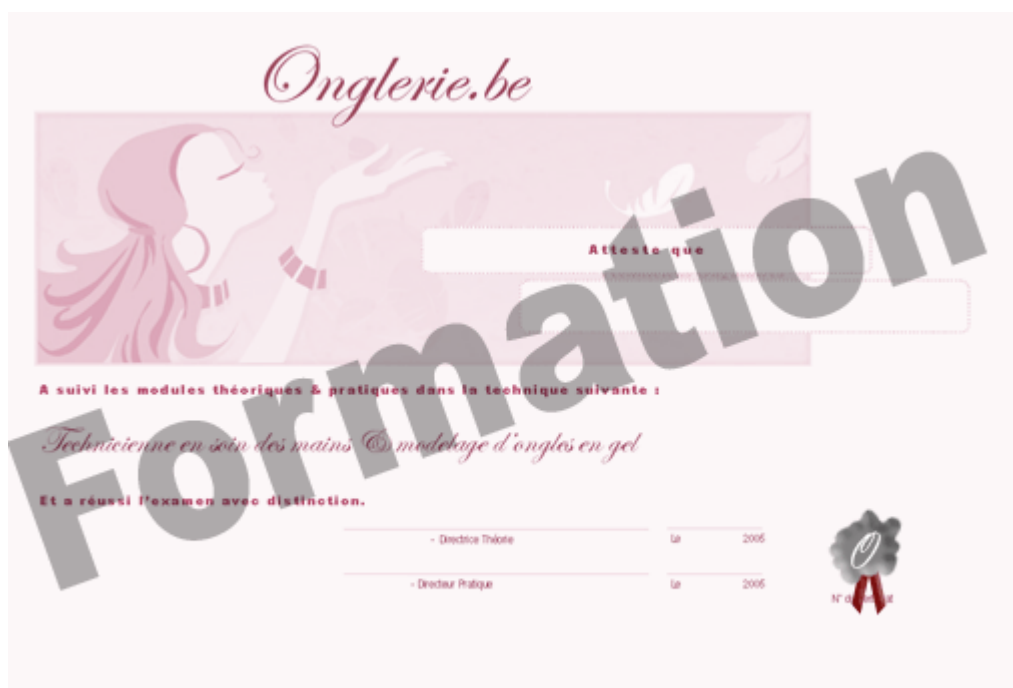 Onglerie.be
Atteste que
A suivi les modules théoriques & pratiques dans la technique suivante :
Technicienne en soin des mains & modelage d'ongles en gel
Et a réussi l'examen avec distinction.
- Directrice Théorie Le 2005
- Directeur Pratique Le 2005
O
N°
Formation